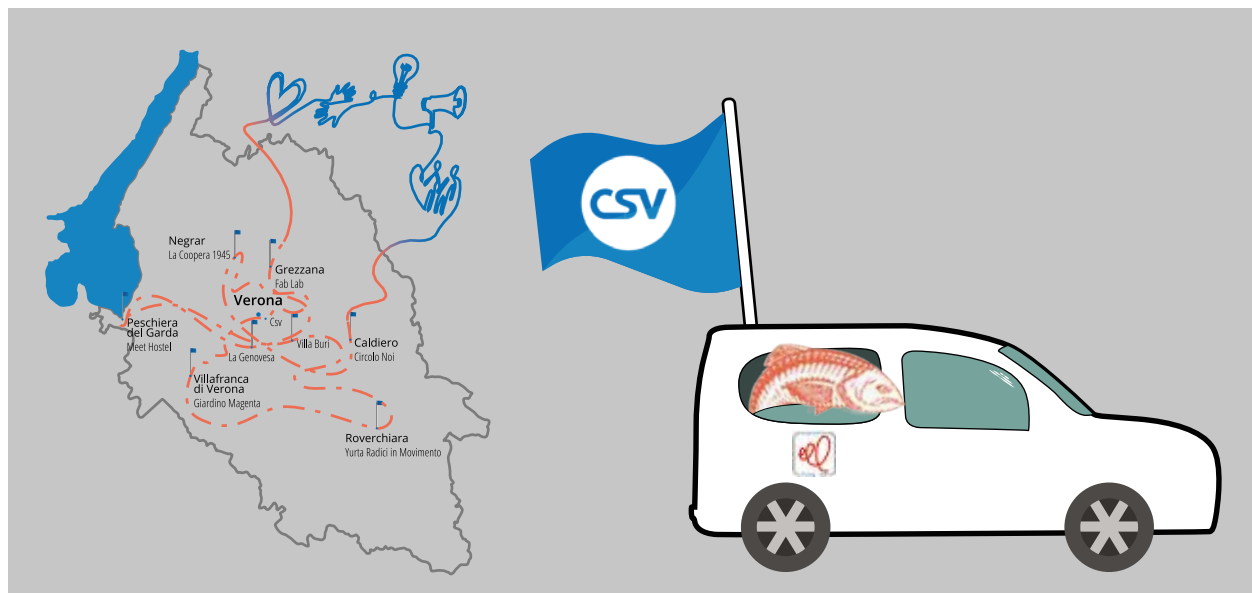 CSV
Negrar
La Coopera 1945
Grezzana
Fab Lab
Verona
Csv
Peschiera
del Garda
Meet Hostel
La Genovesa
Villa Buri
Caldiero
Circolo Noi
Villafranca
di Verona
Giardino Magenta
Roverchiara
Yurta Radici in Movimento